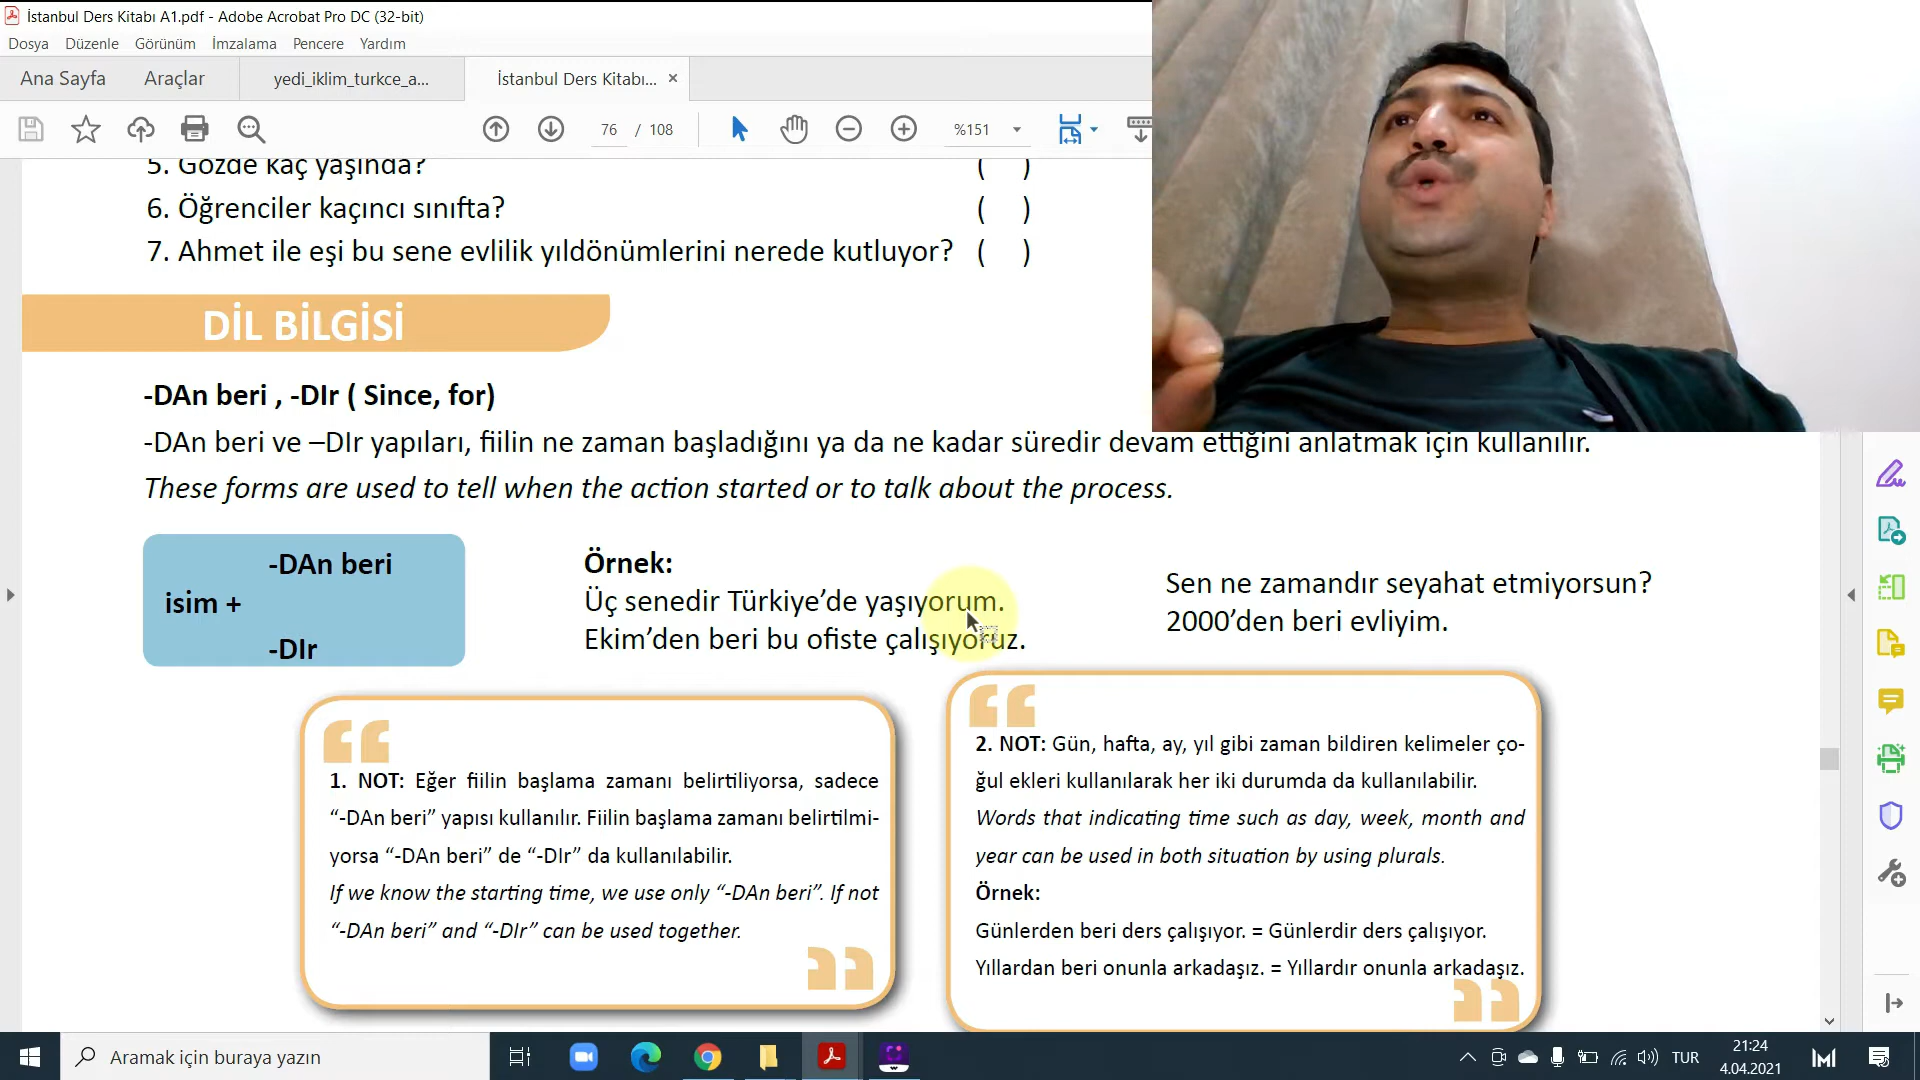 İstanbul Ders Kitabı A1.pdf - Adobe Acrobat Pro DC (32-bit)
Dosya Düzenle Görünüm İmzalama Pencere Yardım
Ana Sayfa Araçlar yedi_iklim_turkce_a... İstanbul Ders Kitabı... ×
76 / 108 %151
5. Gözde kaç yaşında? ( )
6. Öğrenciler kaçıncı sınıfta? ( )
7. Ahmet ile eşi bu sene evlilik yıldönümlerini nerede kutluyor? ( )
DİL BİLGİSİ
-DAn beri , -DIr ( Since, for)
-DAn beri ve –DIr yapıları, fiilin ne zaman başladığını ya da ne kadar süredir devam ettiğini anlatmak için kullanılır.
These forms are used to tell when the action started or to talk about the process.
-DAn beri
isim +
-DIr
Örnek:
Üç senedir Türkiye’de yaşıyorum.
Ekim’den beri bu ofiste çalışıyoruz.
Sen ne zamandır seyahat etmiyorsun?
2000’den beri evliyim.
1. NOT: Eğer fiilin başlama zamanı belirtiliyorsa, sadece
“-DAn beri” yapısı kullanılır. Fiilin başlama zamanı belirtilmi-
yorsa “-DAn beri” de “-DIr” da kullanılabilir.
If we know the starting time, we use only “-DAn beri”. If not
“-DAn beri” and “-DIr” can be used together.
2. NOT: Gün, hafta, ay, yıl gibi zaman bildiren kelimeler ço-
ğul ekleri kullanılarak her iki durumda da kullanılabilir.
Words that indicating time such as day, week, month and
year can be used in both situation by using plurals.
Örnek:
Günlerden beri ders çalışıyor. = Günlerdir ders çalışıyor.
Yıllardan beri onunla arkadaşız. = Yıllardır onunla arkadaşız.
Aramak için buraya yazın
TUR
21:24
4.04.2021